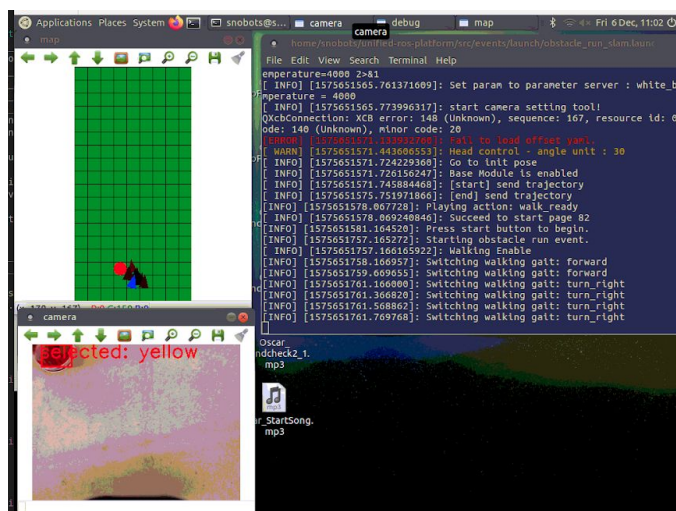 Applications Places System snobots@s... camera debug map Fri 6 Dec, 11:02
camera
map
home/snobots/unified-ros-platform/src/events/launch/obstacle_run_slam.launc
File Edit View Search Terminal Help
emperature=4000 2>&1
[ INFO] [1575651565.761371609]: Set param to parameter server : white_b
mperature = 4000
[ INFO] [1575651565.773996317]: start camera setting tool!
QXcbConnection: XCB error: 148 (Unknown), sequence: 167, resource id: 0
ode: 140 (Unknown), minor code: 20
[ERROR] [1575651571.133932760]: Fail to load offset yaml.
[ WARN] [1575651571.443606553]: Head control - angle unit : 30
[ INFO] [1575651571.724229360]: Go to init pose
[ INFO] [1575651571.726156247]: Base Module is enabled
[ INFO] [1575651571.745884468]: [start] send trajectory
[ INFO] [1575651575.751971866]: [end] send trajectory
[INFO] [1575651578.067728]: Playing action: walk_ready
[ INFO] [1575651578.069240846]: Succeed to start page 82
[INFO] [1575651581.164520]: Press start button to begin.
[INFO] [1575651757.165272]: Starting obstacle run event.
[ INFO] [1575651757.166165922]: Walking Enable
[INFO] [1575651758.166957]: Switching walking gait: forward
[INFO] [1575651759.669655]: Switching walking gait: forward
[INFO] [1575651761.166000]: Switching walking gait: turn_right
[INFO] [1575651761.366820]: Switching walking gait: turn_right
[INFO] [1575651761.568862]: Switching walking gait: turn_right
[INFO] [1575651761.769768]: Switching walking gait: turn_right
camera
selected: yellow
Oscar_
ndcheck2_1.
mp3
mp3
ar_StartSong.
mp3